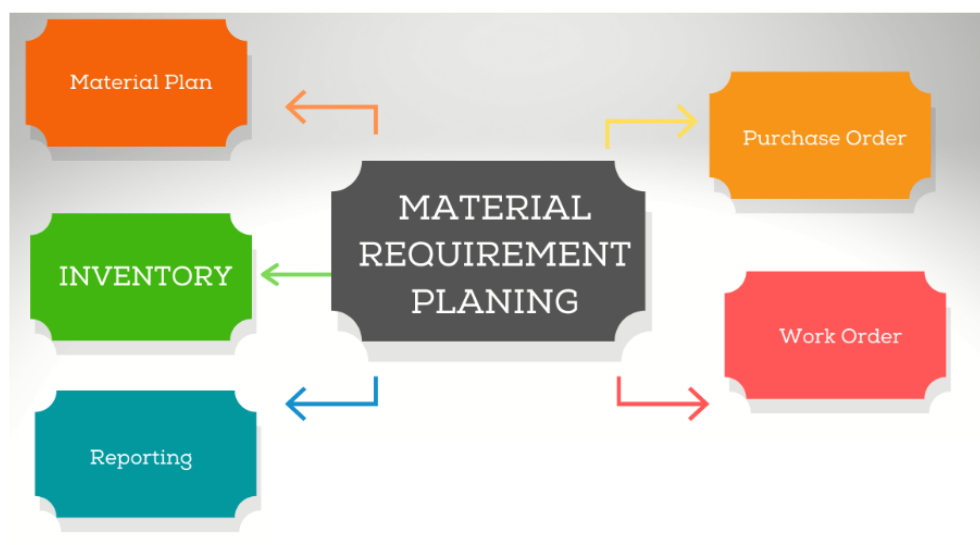 Material Plan
Purchase Order
MATERIAL
REQUIREMENT
PLANING
INVENTORY
Work Order
Reporting